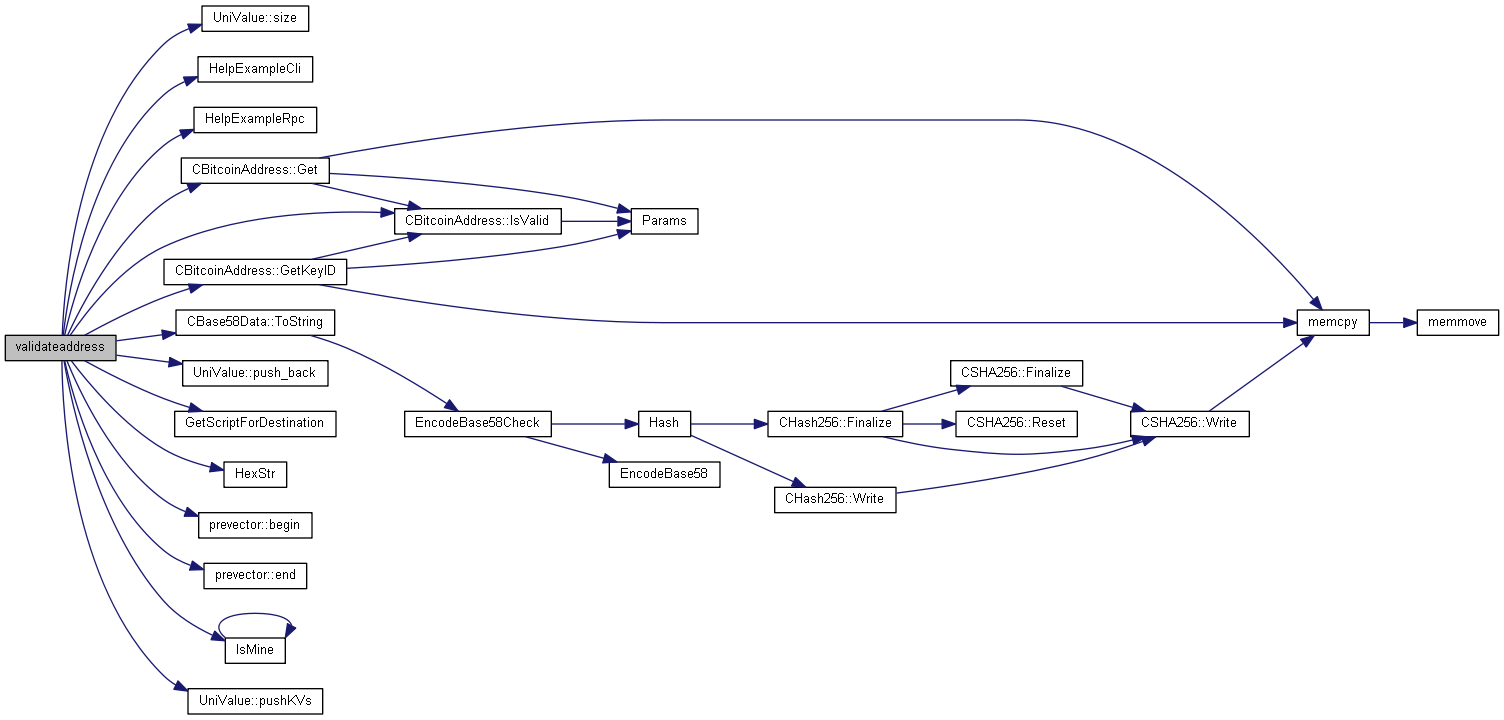 UniValue::size
HelpExampleCli
HelpExampleRpc
CBitcoinAddress::Get
CBitcoinAddress::IsValid
Params
CBitcoinAddress::GetKeyID
CBase58Data::ToString
memcpy
memmove
validateaddress
UniValue::push_back
CSHA256::Finalize
GetScriptForDestination
EncodeBase58Check
Hash
CHash256::Finalize
CSHA256::Reset
CSHA256::Write
HexStr
EncodeBase58
CHash256::Write
prevector::begin
prevector::end
IsMine
UniValue::pushKVs